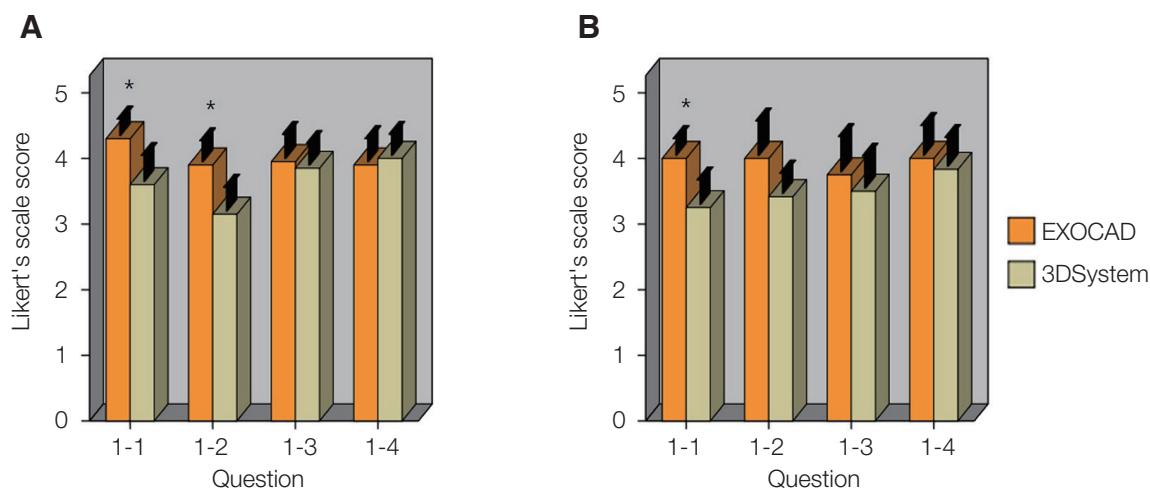 A
B
Likert's scale score
5
4
3
2
1
0
*
*
1-1
1-2
1-3
1-4
Question
Likert's scale score
5
4
3
2
1
0
*
1-1
1-2
1-3
1-4
Question
EXOCAD
3DSystem